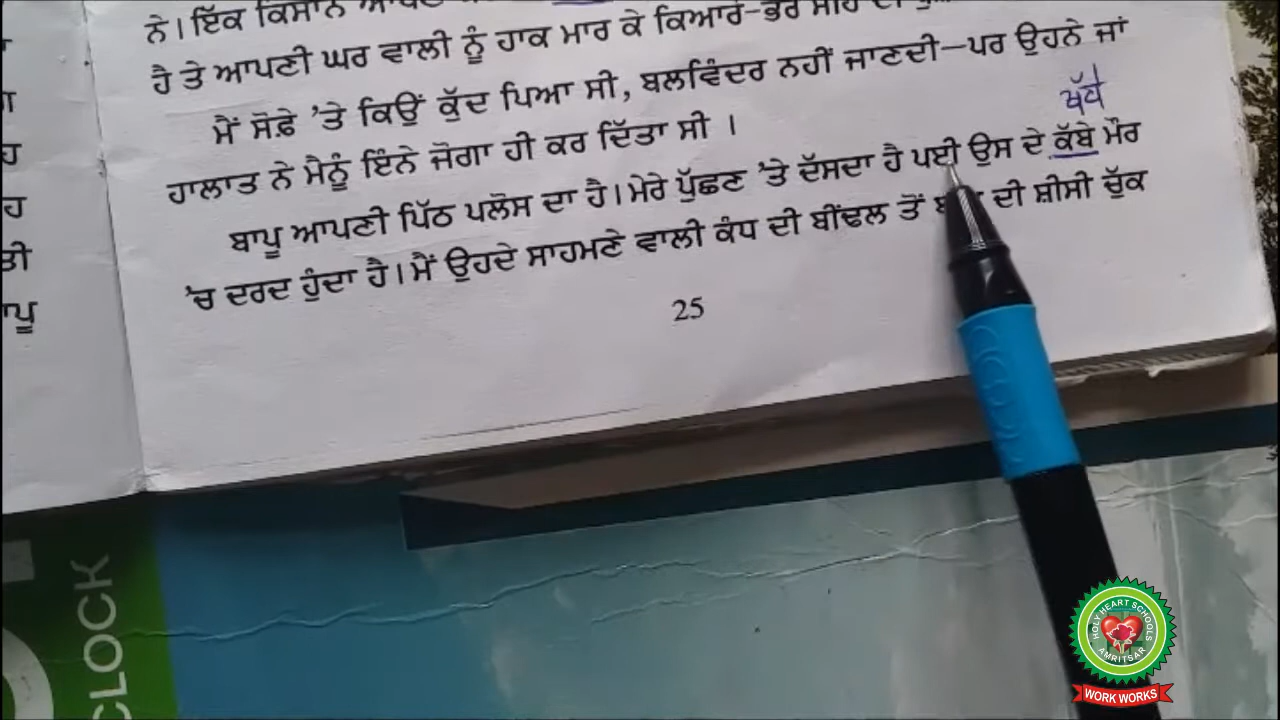 ਨੇ। ਇੱਕ ਕਿਸਾਨ
ਹੈ ਤੇ ਆਪਣੀ ਘਰ ਵਾਲੀ ਨੂੰ ਹਾਕ ਮਾਰ ਕੇ ਕਿਆਰੇ-ਭਰ
ਮੈਂ ਸੋਫ਼ੇ ’ਤੇ ਕਿਉਂ ਕੁੱਦ ਪਿਆ ਸੀ, ਬਲਵਿੰਦਰ ਨਹੀਂ ਜਾਣਦੀ–ਪਰ ਉਹਨੇ ਜਾਂ
ਹਾਲਾਤ ਨੇ ਮੈਨੂੰ ਇੰਨੇ ਜੋਗਾ ਹੀ ਕਰ ਦਿੱਤਾ ਸੀ ।
ਖੱਬੇ
ਬਾਪੂ ਆਪਣੀ ਪਿੱਠ ਪਲੋਸ ਦਾ ਹੈ। ਮੇਰੇ ਪੁੱਛਣ ’ਤੇ ਦੱਸਦਾ ਹੈ ਪਈ ਉਸ ਦੇ ਕੱਬੇ ਮੌਰ
’ਚ ਦਰਦ ਹੁੰਦਾ ਹੈ। ਮੈਂ ਉਹਦੇ ਸਾਹਮਣੇ ਵਾਲੀ ਕੰਧ ਦੀ ਬੀਂਢਲ ਤੋਂ ਦੀ ਸ਼ੀਸੀ ਚੁੱਕ
25
CLOCK
HOLY HEART SCHOOLS
AMRITSAR
WORK WORKS